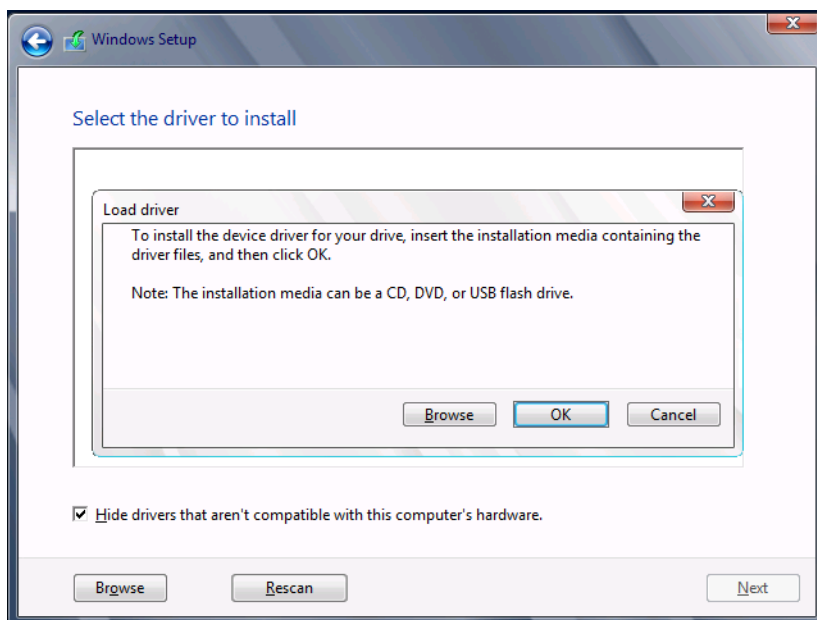 Windows Setup
Select the driver to install
Load driver
To install the device driver for your drive, insert the installation media containing the
driver files, and then click OK.
Note: The installation media can be a CD, DVD, or USB flash drive.
Browse OK Cancel
Hide drivers that aren't compatible with this computer's hardware.
Browse Rescan Next